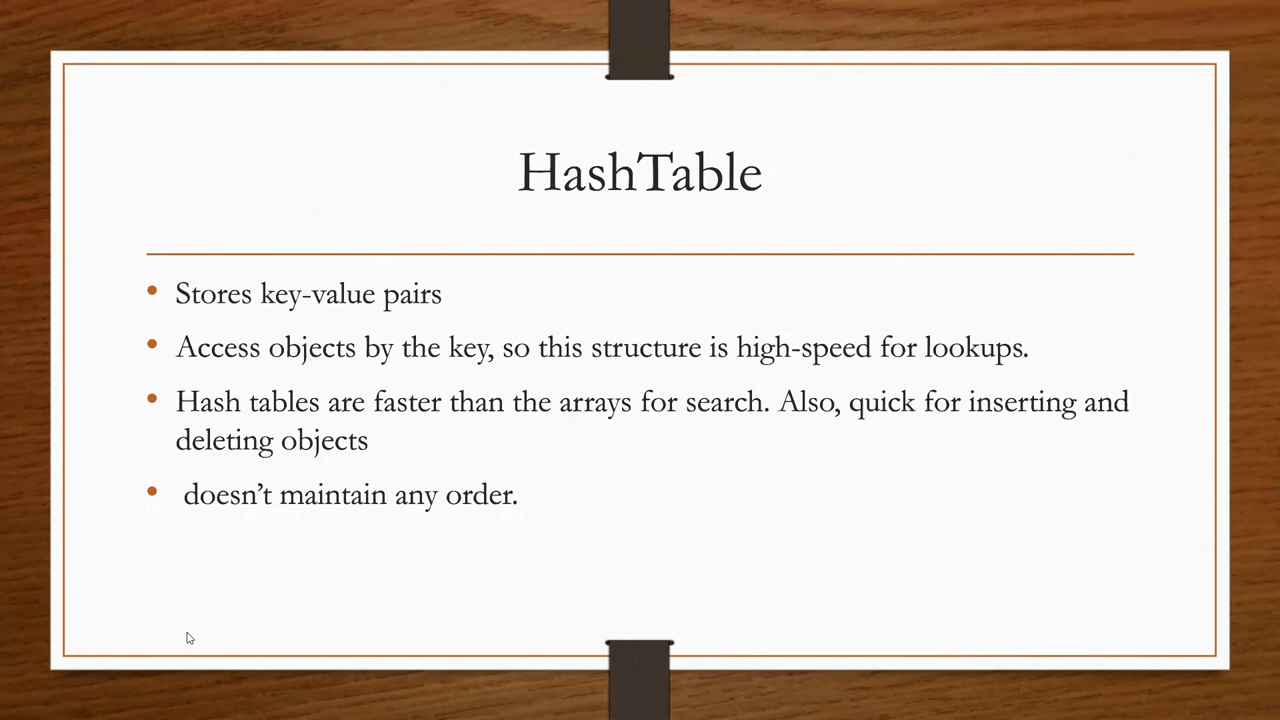 HashTable
• Stores key-value pairs
• Access objects by the key, so this structure is high-speed for lookups.
• Hash tables are faster than the arrays for search. Also, quick for inserting and
deleting objects
• doesn’t maintain any order.